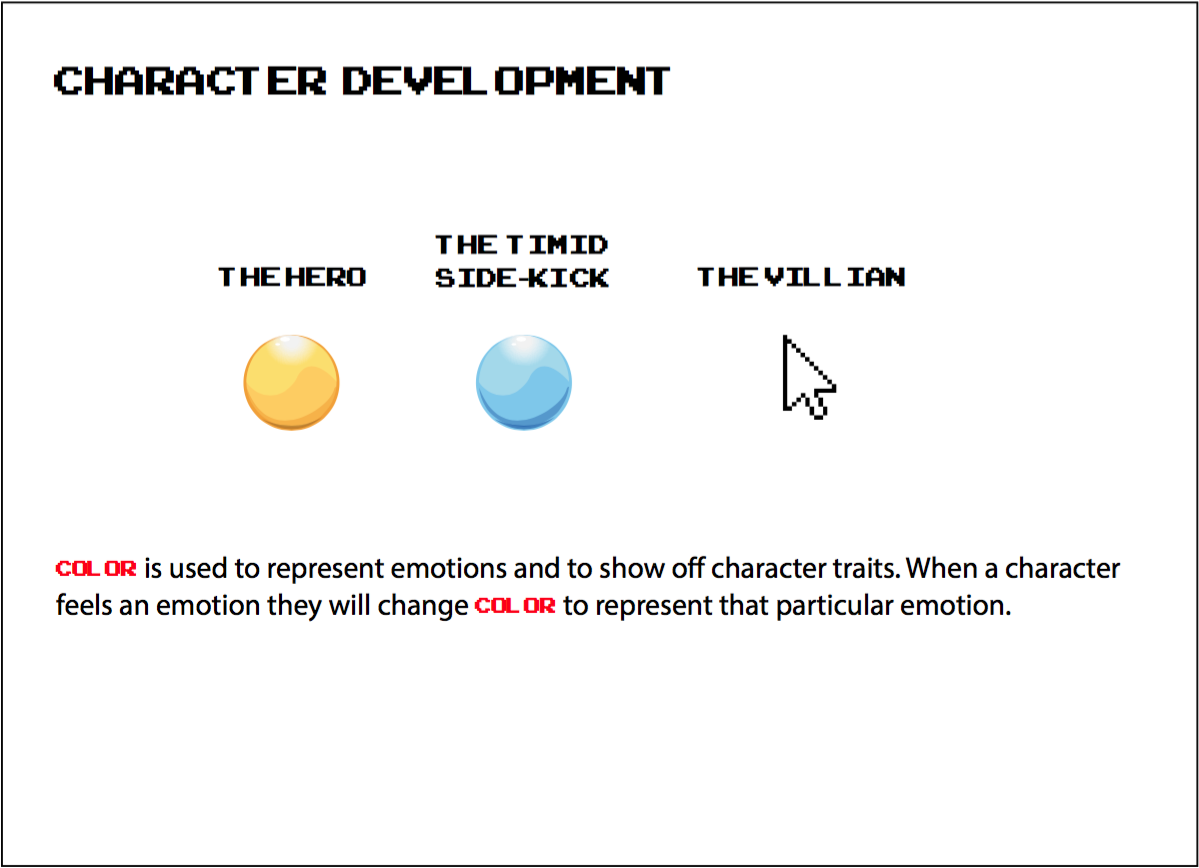 CHARACTER DEVELOPMENT
THE HERO
THE TIMID
SIDE-KICK
THE VILLIAN
COLOR is used to represent emotions and to show off character traits. When a character
feels an emotion they will change COLOR to represent that particular emotion.